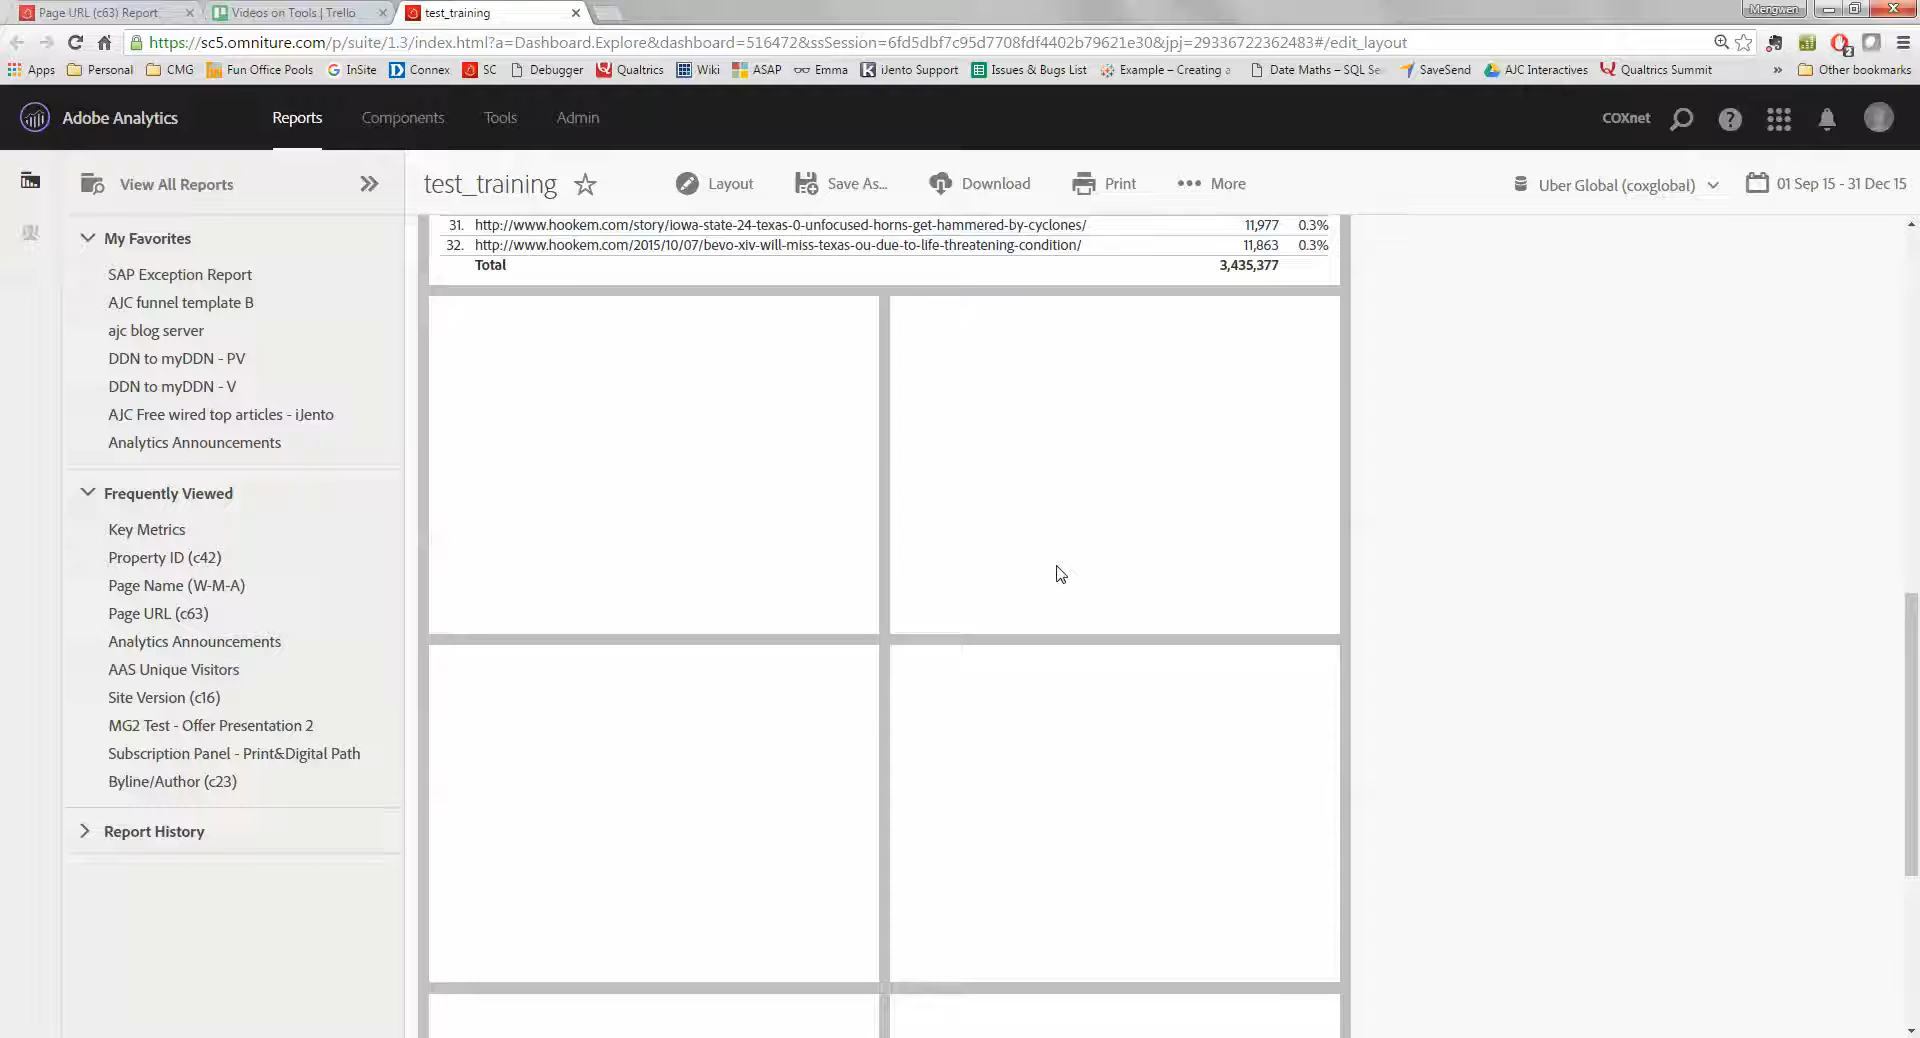 Page URL (c63) Report
Videos on Tools | Trello
test_training
Mengwen
https://sc5.omniture.com/p/suite/1.3/index.html?a=Dashboard.Explore&dashboard=516472&ssSession=6fd5dbf7c95d7708fdf4402b79621e30&jpj=29336722362483#/edit_layout
Apps Personal CMG Fun Office Pools InSite Connex SC Debugger Qualtrics Wiki ASAP Emma iJento Support Issues & Bugs List Example – Creating a Date Maths – SQL Se SaveSend AJC Interactives Qualtrics Summit » Other bookmarks
Adobe Analytics Reports Components Tools Admin COXnet
View All Reports
test_training Layout Save As... Download Print More Uber Global (coxglobal) 01 Sep 15 - 31 Dec 15
My Favorites
SAP Exception Report
AJC funnel template B
ajc blog server
DDN to myDDN - PV
DDN to myDDN - V
AJC Free wired top articles - iJento
Analytics Announcements
Frequently Viewed
Key Metrics
Property ID (c42)
Page Name (W-M-A)
Page URL (c63)
Analytics Announcements
AAS Unique Visitors
Site Version (c16)
MG2 Test - Offer Presentation 2
Subscription Panel - Print&Digital Path
Byline/Author (c23)
Report History
31. http://www.hookem.com/story/iowa-state-24-texas-0-unfocused-horns-get-hammered-by-cyclones/ 11,977 0.3%
32. http://www.hookem.com/2015/10/07/bevo-xiv-will-miss-texas-ou-due-to-life-threatening-condition/ 11,863 0.3%
Total 3,435,377